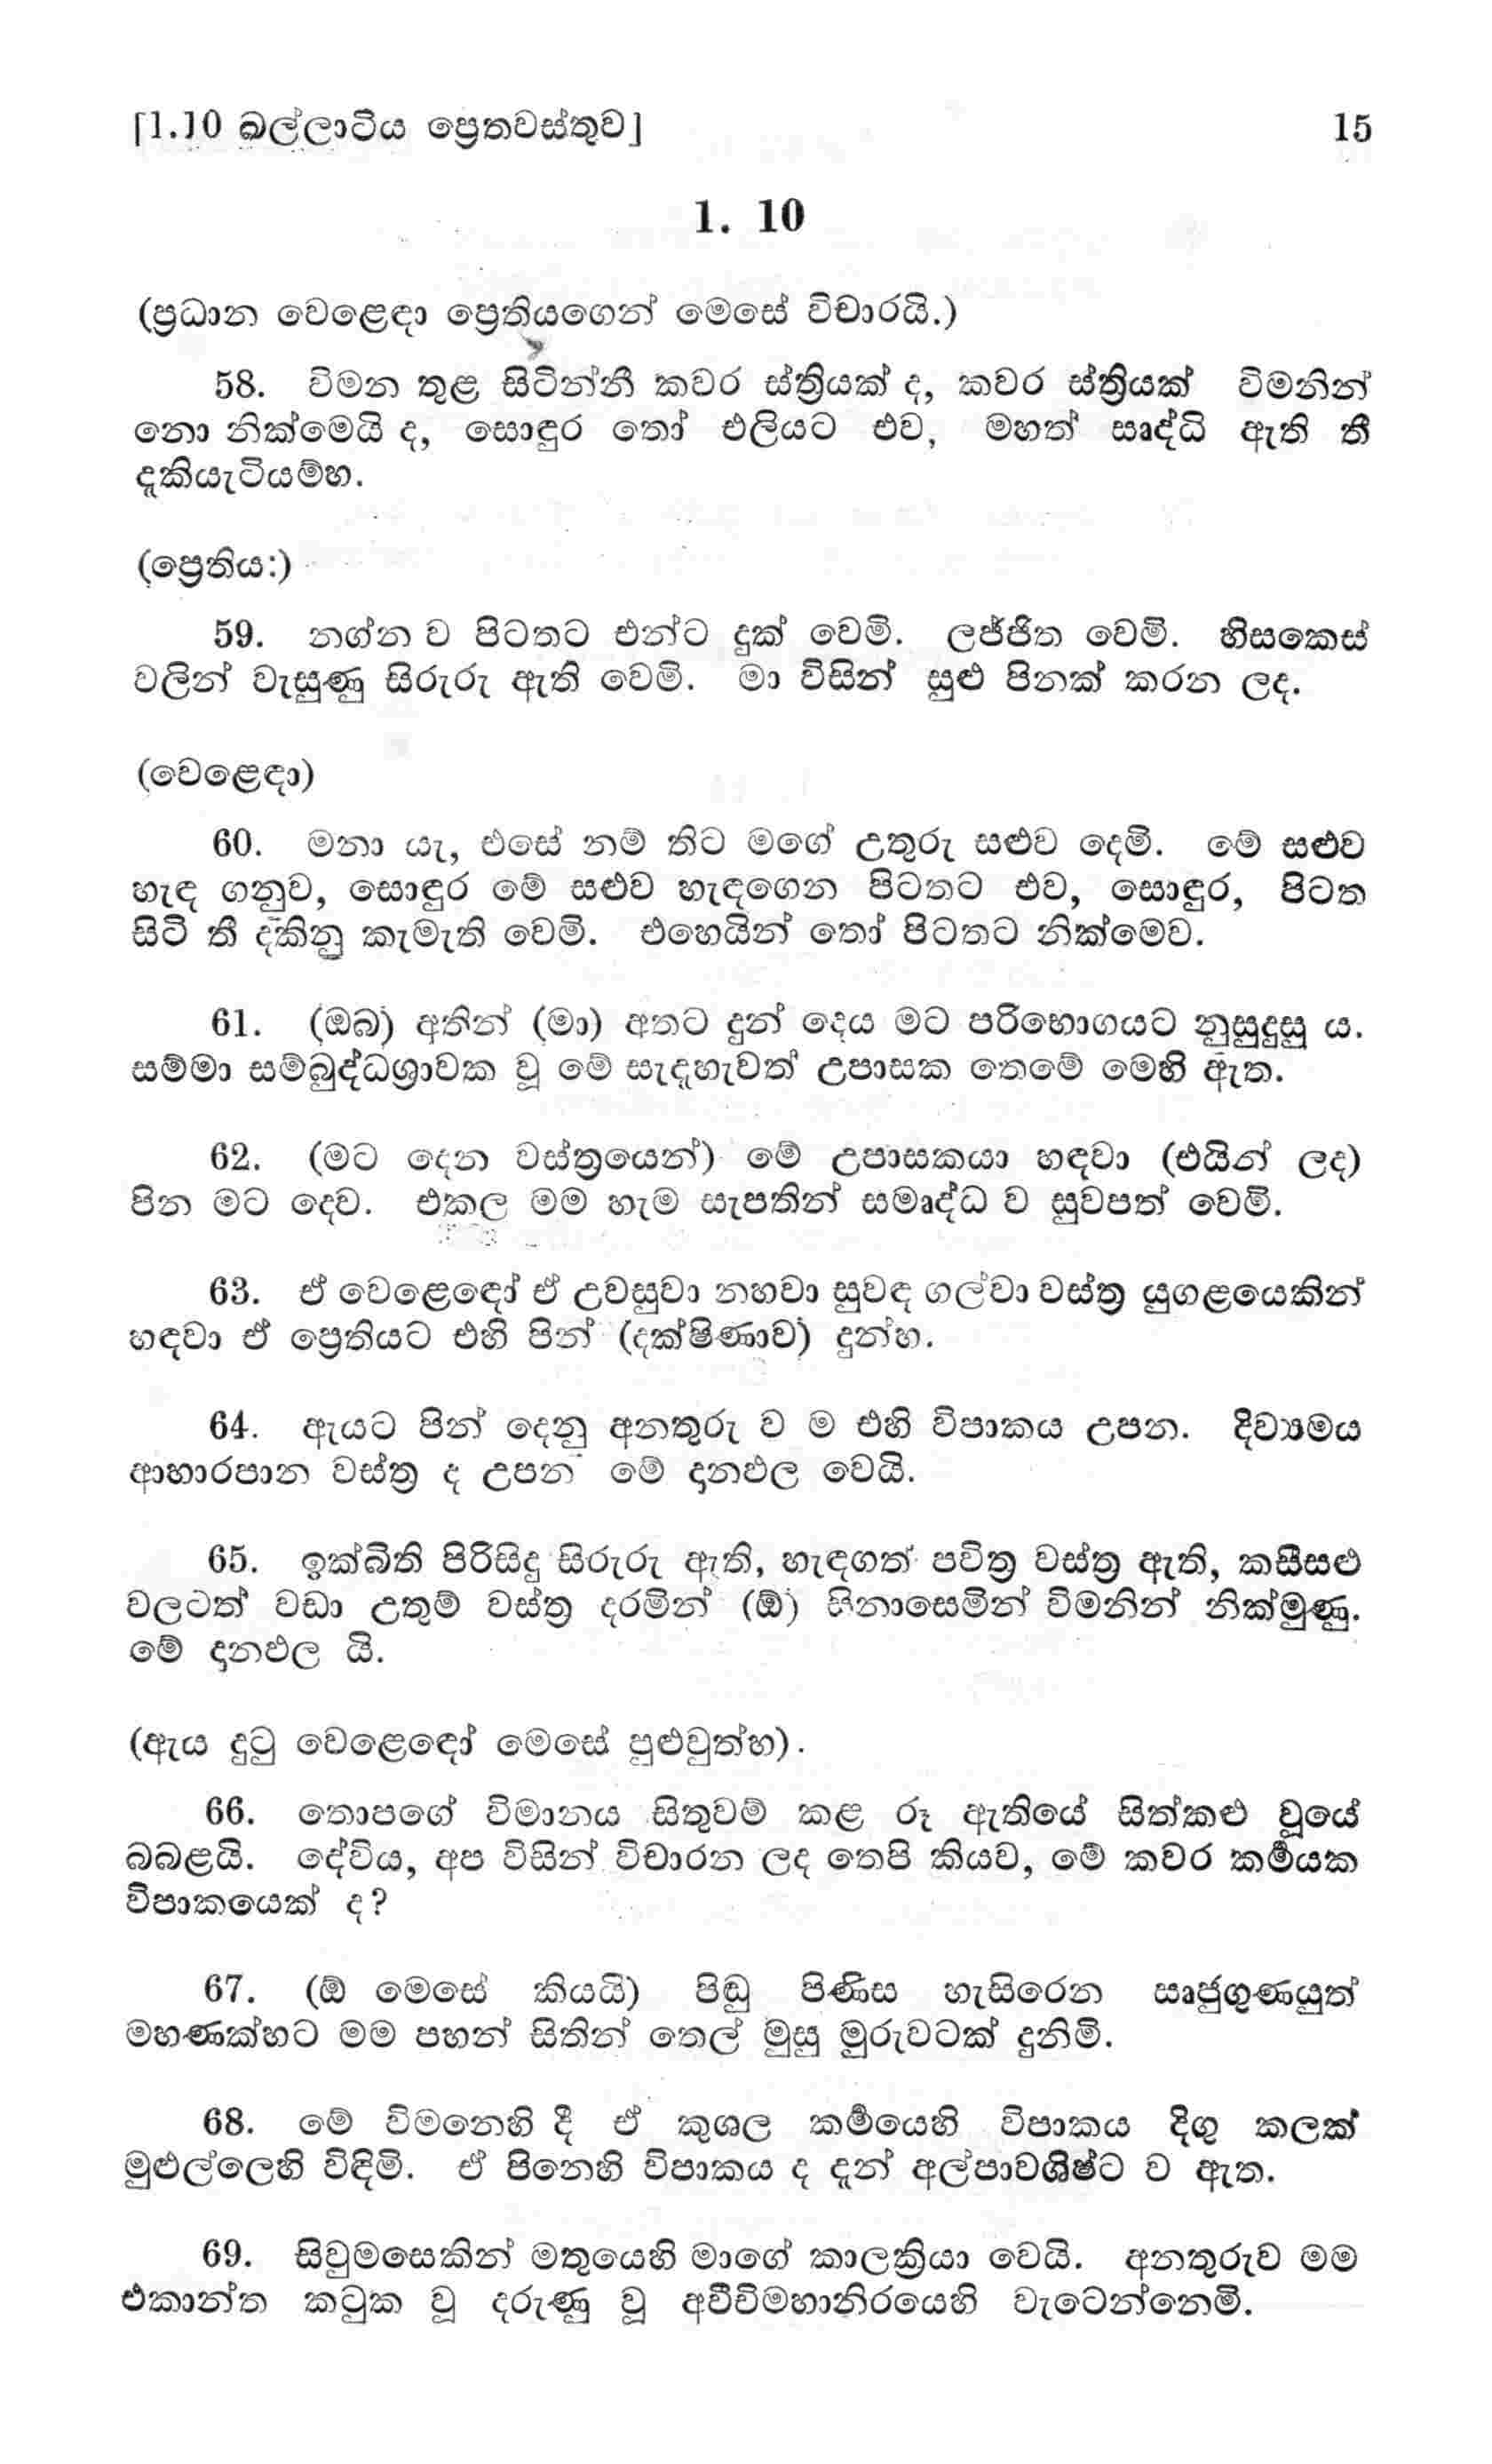 [1.10 ඛල්ලාටිය ප්‍රෙතවස්තුව] 15
1. 10
(ප්‍රධාන වෙළෙඳා ප්‍රෙතියගෙන් මෙසේ විචාරයි.)
58. විමන තුළ සිටින්නී කවර ස්ත්‍රියක් ද, කවර ස්ත්‍රියක් විමනින්
නො නික්මෙයි ද, සොඳුර තෝ එලියට එව, මහත් ඍද්ධි ඇති තී
දැකියැටියම්හ.
(ප්‍රෙතිය:)
59. නග්න ව පිටතට එන්ට දුක් වෙමි. ලජ්ජිත වෙමි. හිසකෙස්
වලින් වැසුණු සිරුරු ඇති වෙමි. මා විසින් සුළු පිනක් කරන ලද.
(වෙළෙඳා)
60. මනා යැ, එසේ නම් තිට මගේ උතුරු සළුව දෙමි. මේ සළුව
හැඳ ගනුව, සොඳුර මේ සළුව හැඳගෙන පිටතට එව, සොඳුර, පිටත
සිටි තී දකිනු කැමැති වෙමි. එහෙයින් තෝ පිටතට නික්මෙව.
61. (ඔබ) අතින් (මා) අතට දුන් දෙය මට පරිභොගයට නුසුදුසු ය.
සම්මා සම්බුද්ධශ්‍රාවක වූ මේ සැදැහැවත් උපාසක තෙමේ මෙහි ඇත.
62. (මට දෙන වස්ත්‍රයෙන්) මේ උපාසකයා හඳවා (එයින් ලද)
පින මට දෙව. එකල මම හැම සැපතින් සමෘද්ධ ව සුවපත් වෙමි.
63. ඒ වෙළෙඳෝ ඒ උවසුවා නහවා සුවඳ ගල්වා වස්ත්‍ර යුගළයෙකින්
හඳවා ඒ ප්‍රෙතියට එහි පින් (දක්ෂිණාව) දුන්හ.
64. ඇයට පින් දෙනු අනතුරු ව ම එහි විපාකය උපන. දිව්‍යමය
ආහාරපාන වස්ත්‍ර ද උපන මේ දානඵල වෙයි.
65. ඉක්බිති පිරිසිදු සිරුරු ඇති, හැඳගත් පවිත්‍ර වස්ත්‍ර ඇති, කසීසළු
වලටත් වඩා උතුම් වස්ත්‍ර දරමින් (ඕ) සිනාසෙමින් විමනින් නික්මුණු.
මේ දානඵල යි.
(ඇය දුටු වෙළෙඳෝ මෙසේ පුළුවුත්හ).
66. තොපගේ විමානය සිතුවම් කළ රූ ඇතියේ සිත්කළු වූයේ
බබළයි. දේවිය, අප විසින් විචාරන ලද තෙපි කියව, මේ කවර කර්‍මයක
විපාකයෙක් ද?
67. (ඕ මෙසේ කියයි) පිඬු පිණිස හැසිරෙන ඍජුගුණයුත්
මහණක්හට මම පහන් සිතින් තෙල් මුසු මුරුවටක් දුනිමි.
68. මේ විමනෙහි දී ඒ කුශල කර්‍මයෙහි විපාකය දිගු කලක්
මුළුල්ලෙහි විඳිමි. ඒ පිනෙහි විපාකය ද දැන් අල්පාවශිෂ්ට ව ඇත.
69. සිවුමසෙකින් මතුයෙහි මාගේ කාලක්‍රියා වෙයි. අනතුරුව මම
එකාන්ත කටුක වූ දරුණු වූ අවීචිමහානිරයෙහි වැටෙන්නෙමි.